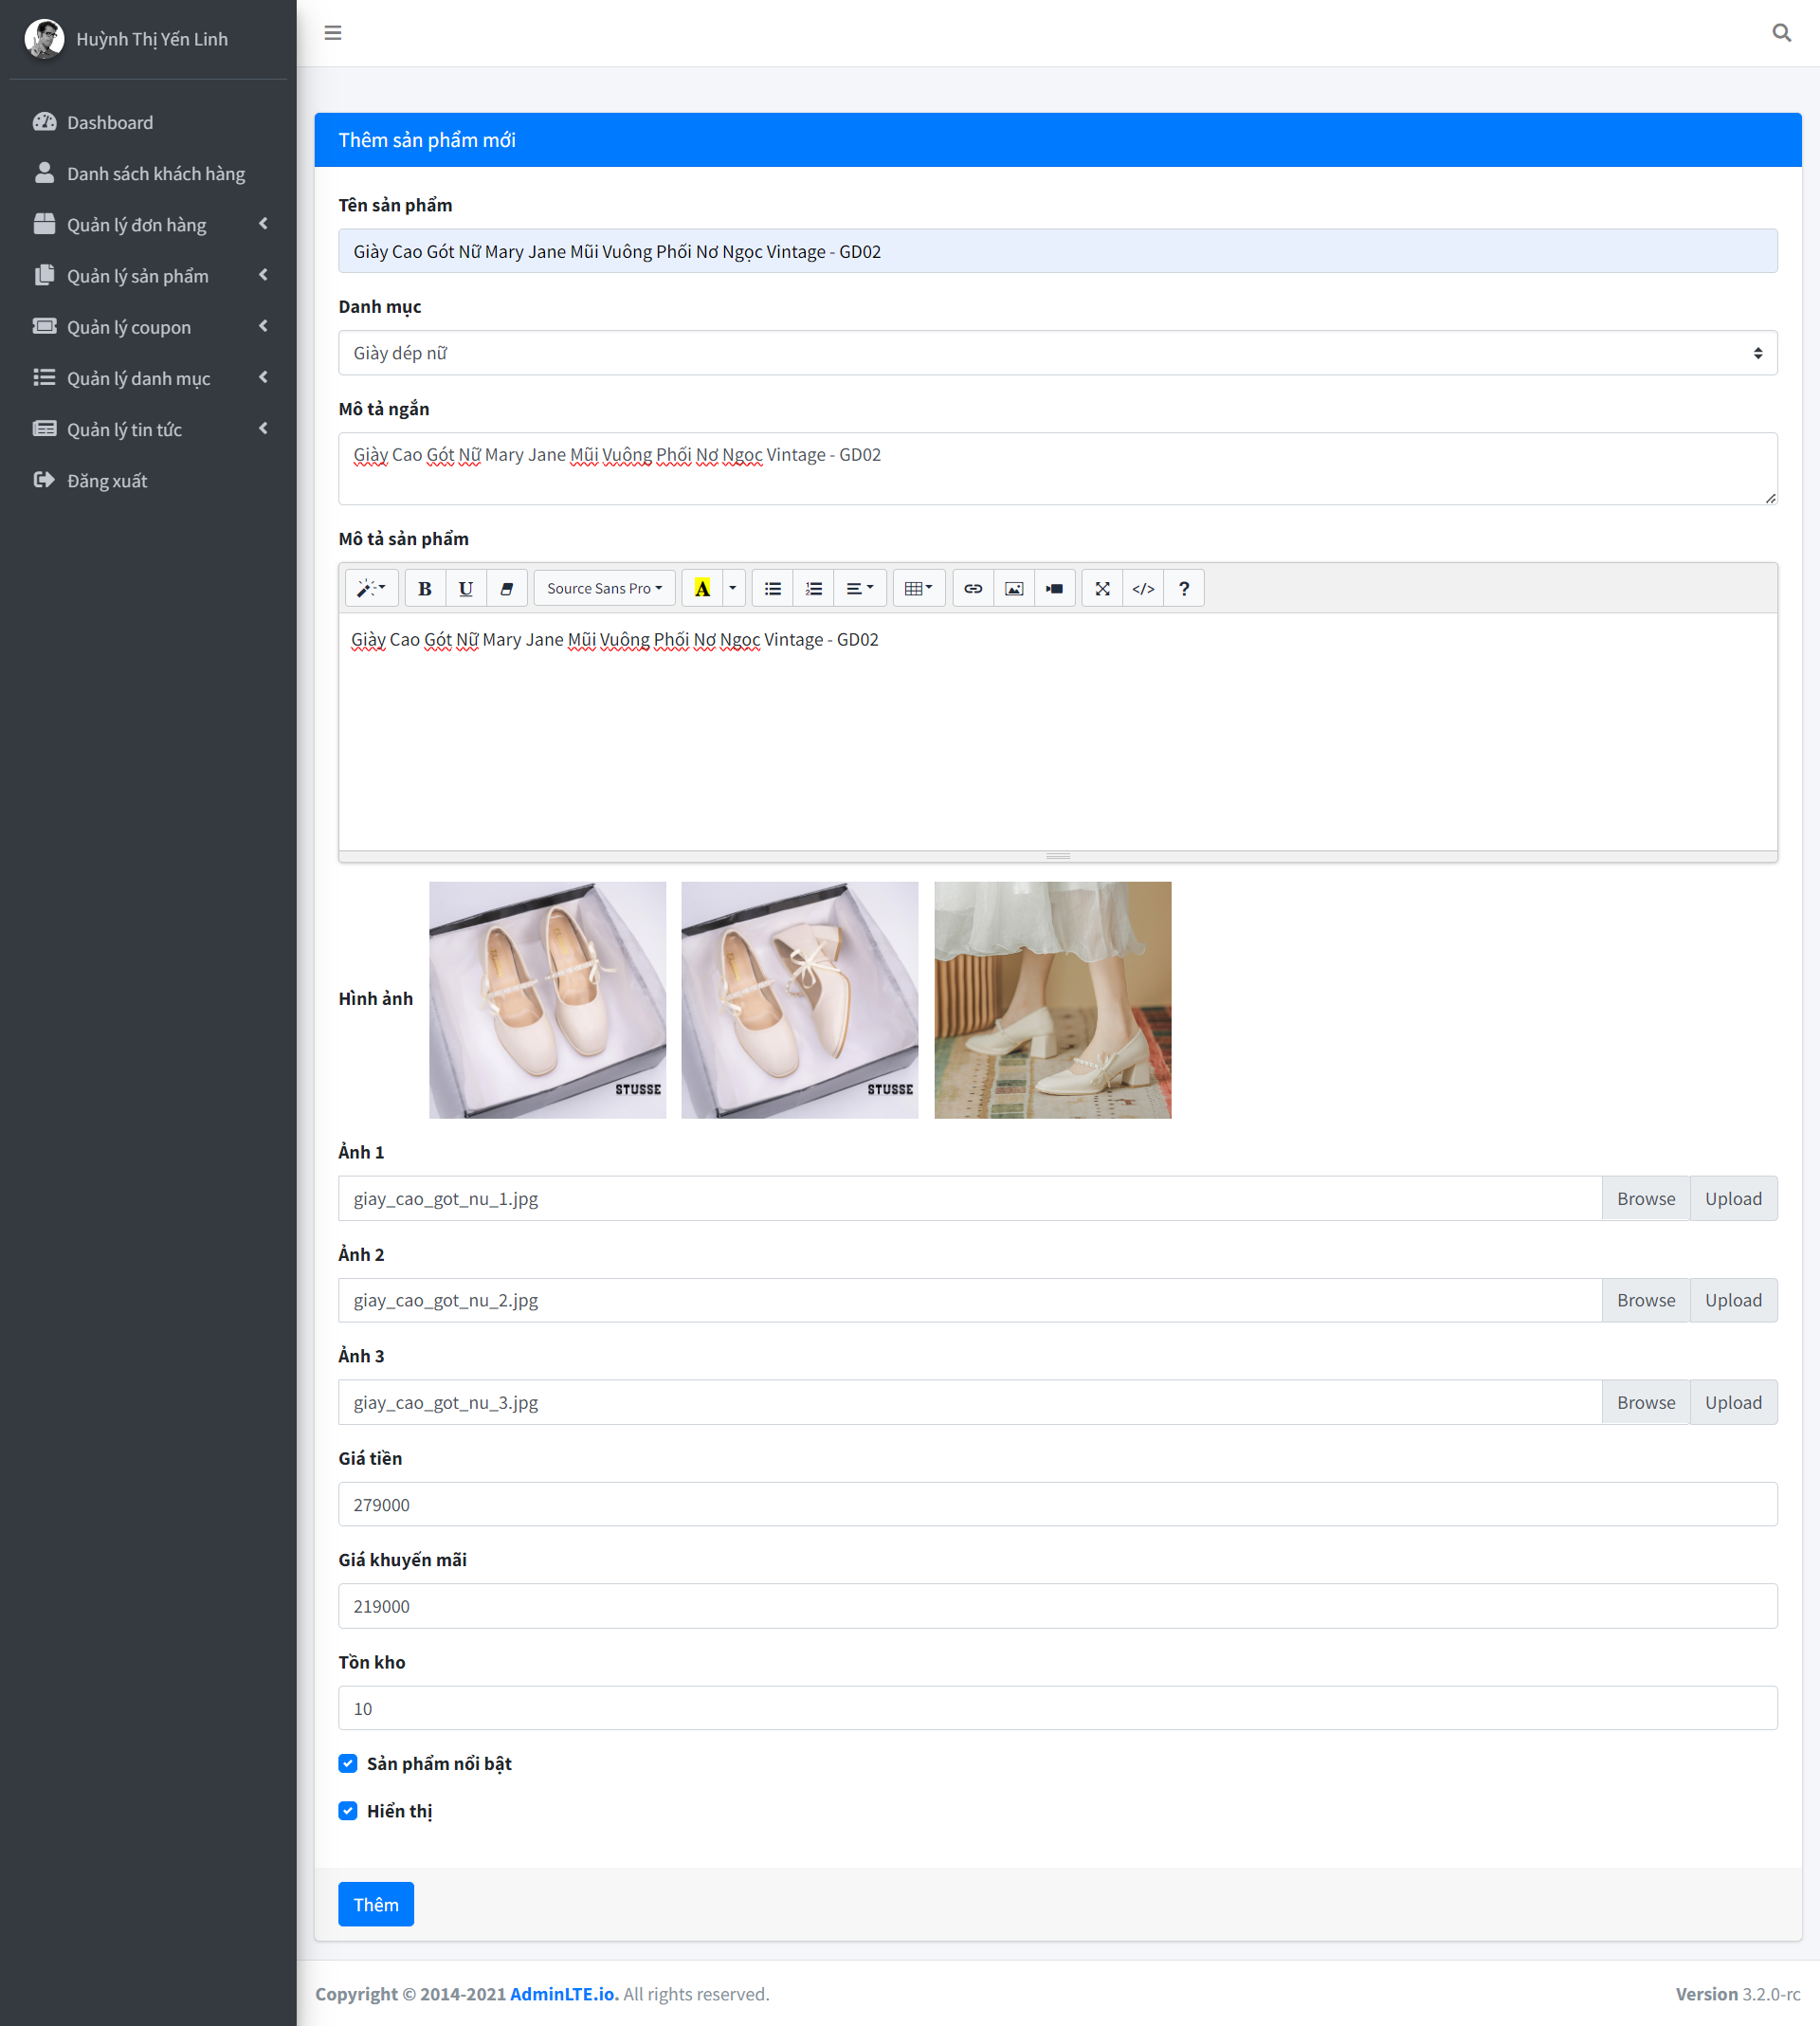 Huỳnh Thị Yến Linh
Dashboard
Danh sách khách hàng
Quản lý đơn hàng
Quản lý sản phẩm
Quản lý coupon
Quản lý danh mục
Quản lý tin tức
Đăng xuất
Thêm sản phẩm mới
Tên sản phẩm
Giày Cao Gót Nữ Mary Jane Mũi Vuông Phối Nơ Ngọc Vintage - GD02
Danh mục
Giày dép nữ
Mô tả ngắn
Giày Cao Gót Nữ Mary Jane Mũi Vuông Phối Nơ Ngọc Vintage - GD02
Mô tả sản phẩm
B U Source Sans Pro A </> ?
Giày Cao Gót Nữ Mary Jane Mũi Vuông Phối Nơ Ngọc Vintage - GD02
Hình ảnh
STUSSE
STUSSE
Ảnh 1
giay_cao_got_nu_1.jpg Browse Upload
Ảnh 2
giay_cao_got_nu_2.jpg Browse Upload
Ảnh 3
giay_cao_got_nu_3.jpg Browse Upload
Giá tiền
279000
Giá khuyến mãi
219000
Tồn kho
10
Sản phẩm nổi bật
Hiển thị
Thêm
Copyright © 2014-2021 AdminLTE.io. All rights reserved.
Version 3.2.0-rc